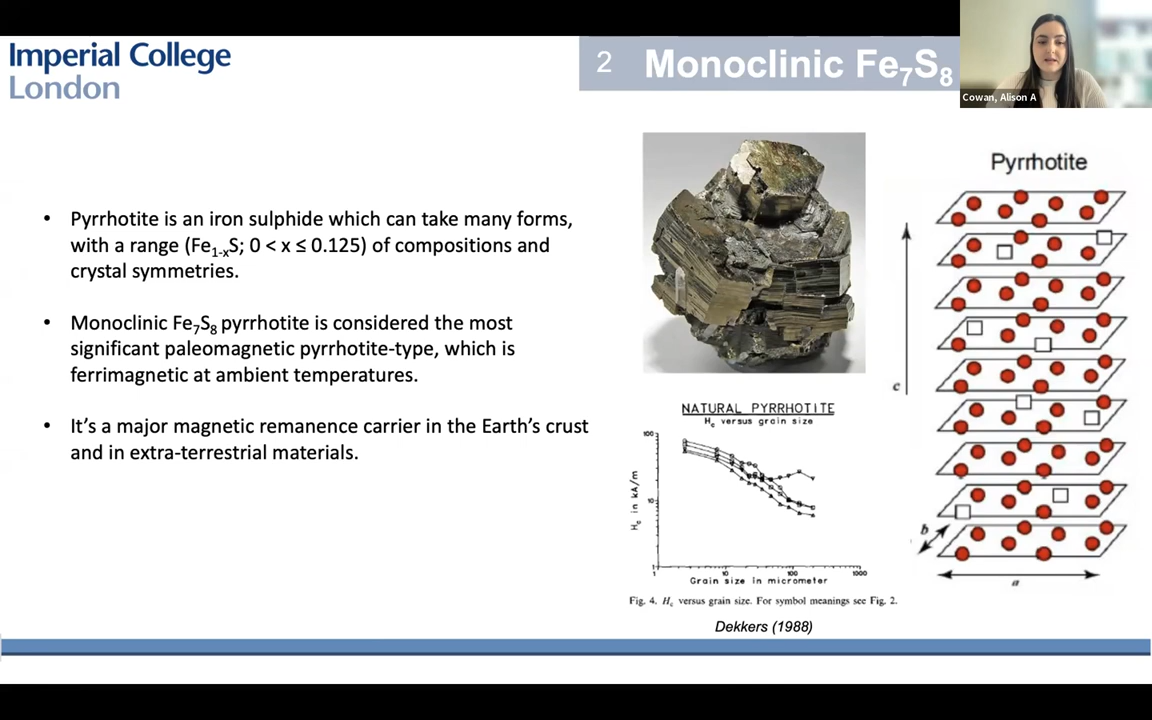 Imperial College
London
2 Monoclinic Fe₇S₈
Cowan, Alison A
• Pyrrhotite is an iron sulphide which can take many forms,
with a range (Fe₁₋ₓS; 0 < x ≤ 0.125) of compositions and
crystal symmetries.
• Monoclinic Fe₇S₈ pyrrhotite is considered the most
significant paleomagnetic pyrrhotite-type, which is
ferrimagnetic at ambient temperatures.
• It's a major magnetic remanence carrier in the Earth's crust
and in extra-terrestrial materials.
NATURAL PYRRHOTITE
H꜀ versus grain size
100
10
1
H꜀ in kA/m
1 10 100 1000
Grain size in micrometer
Fig. 4. H꜀ versus grain size. For symbol meanings see Fig. 2.
Dekkers (1988)
Pyrrhotite
c
b
a